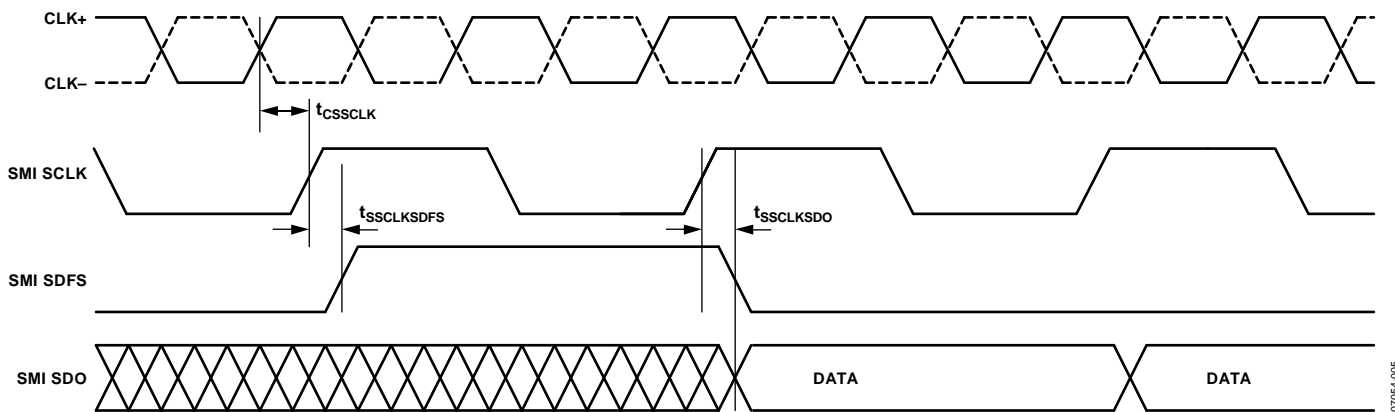 CLK+
CLK–
tCSSCLK
SMI SCLK
tSSCLKSDFS
tSSCLKSDO
SMI SDFS
SMI SDO
DATA
DATA
07054-005